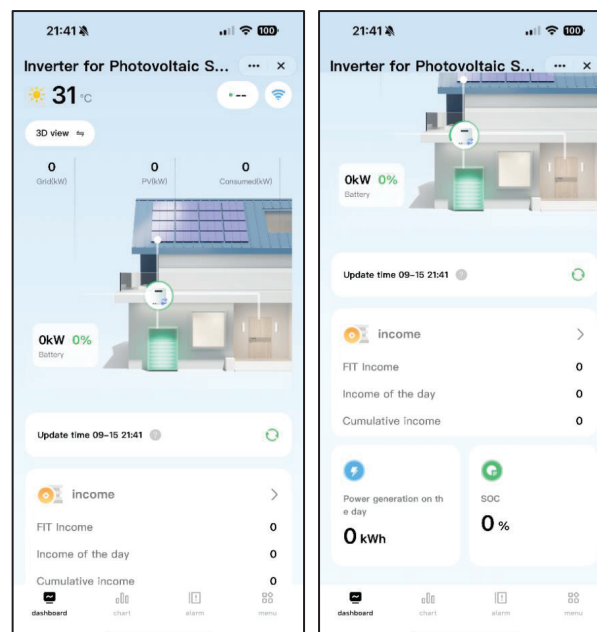 21:41
100
Inverter for Photovoltaic S...
31 °C
--
3D view
0
Grid(kW)
0
PV(kW)
0
Consumed(kW)
0kW 0%
Battery
Update time 09-15 21:41
income
FIT Income 0
Income of the day 0
Cumulative income 0
dashboard
chart
alarm
menu
21:41
100
Inverter for Photovoltaic S...
0kW 0%
Battery
Update time 09-15 21:41
income
FIT Income 0
Income of the day 0
Cumulative income 0
Power generation on th
e day
0 kWh
SOC
0 %
dashboard
chart
alarm
menu